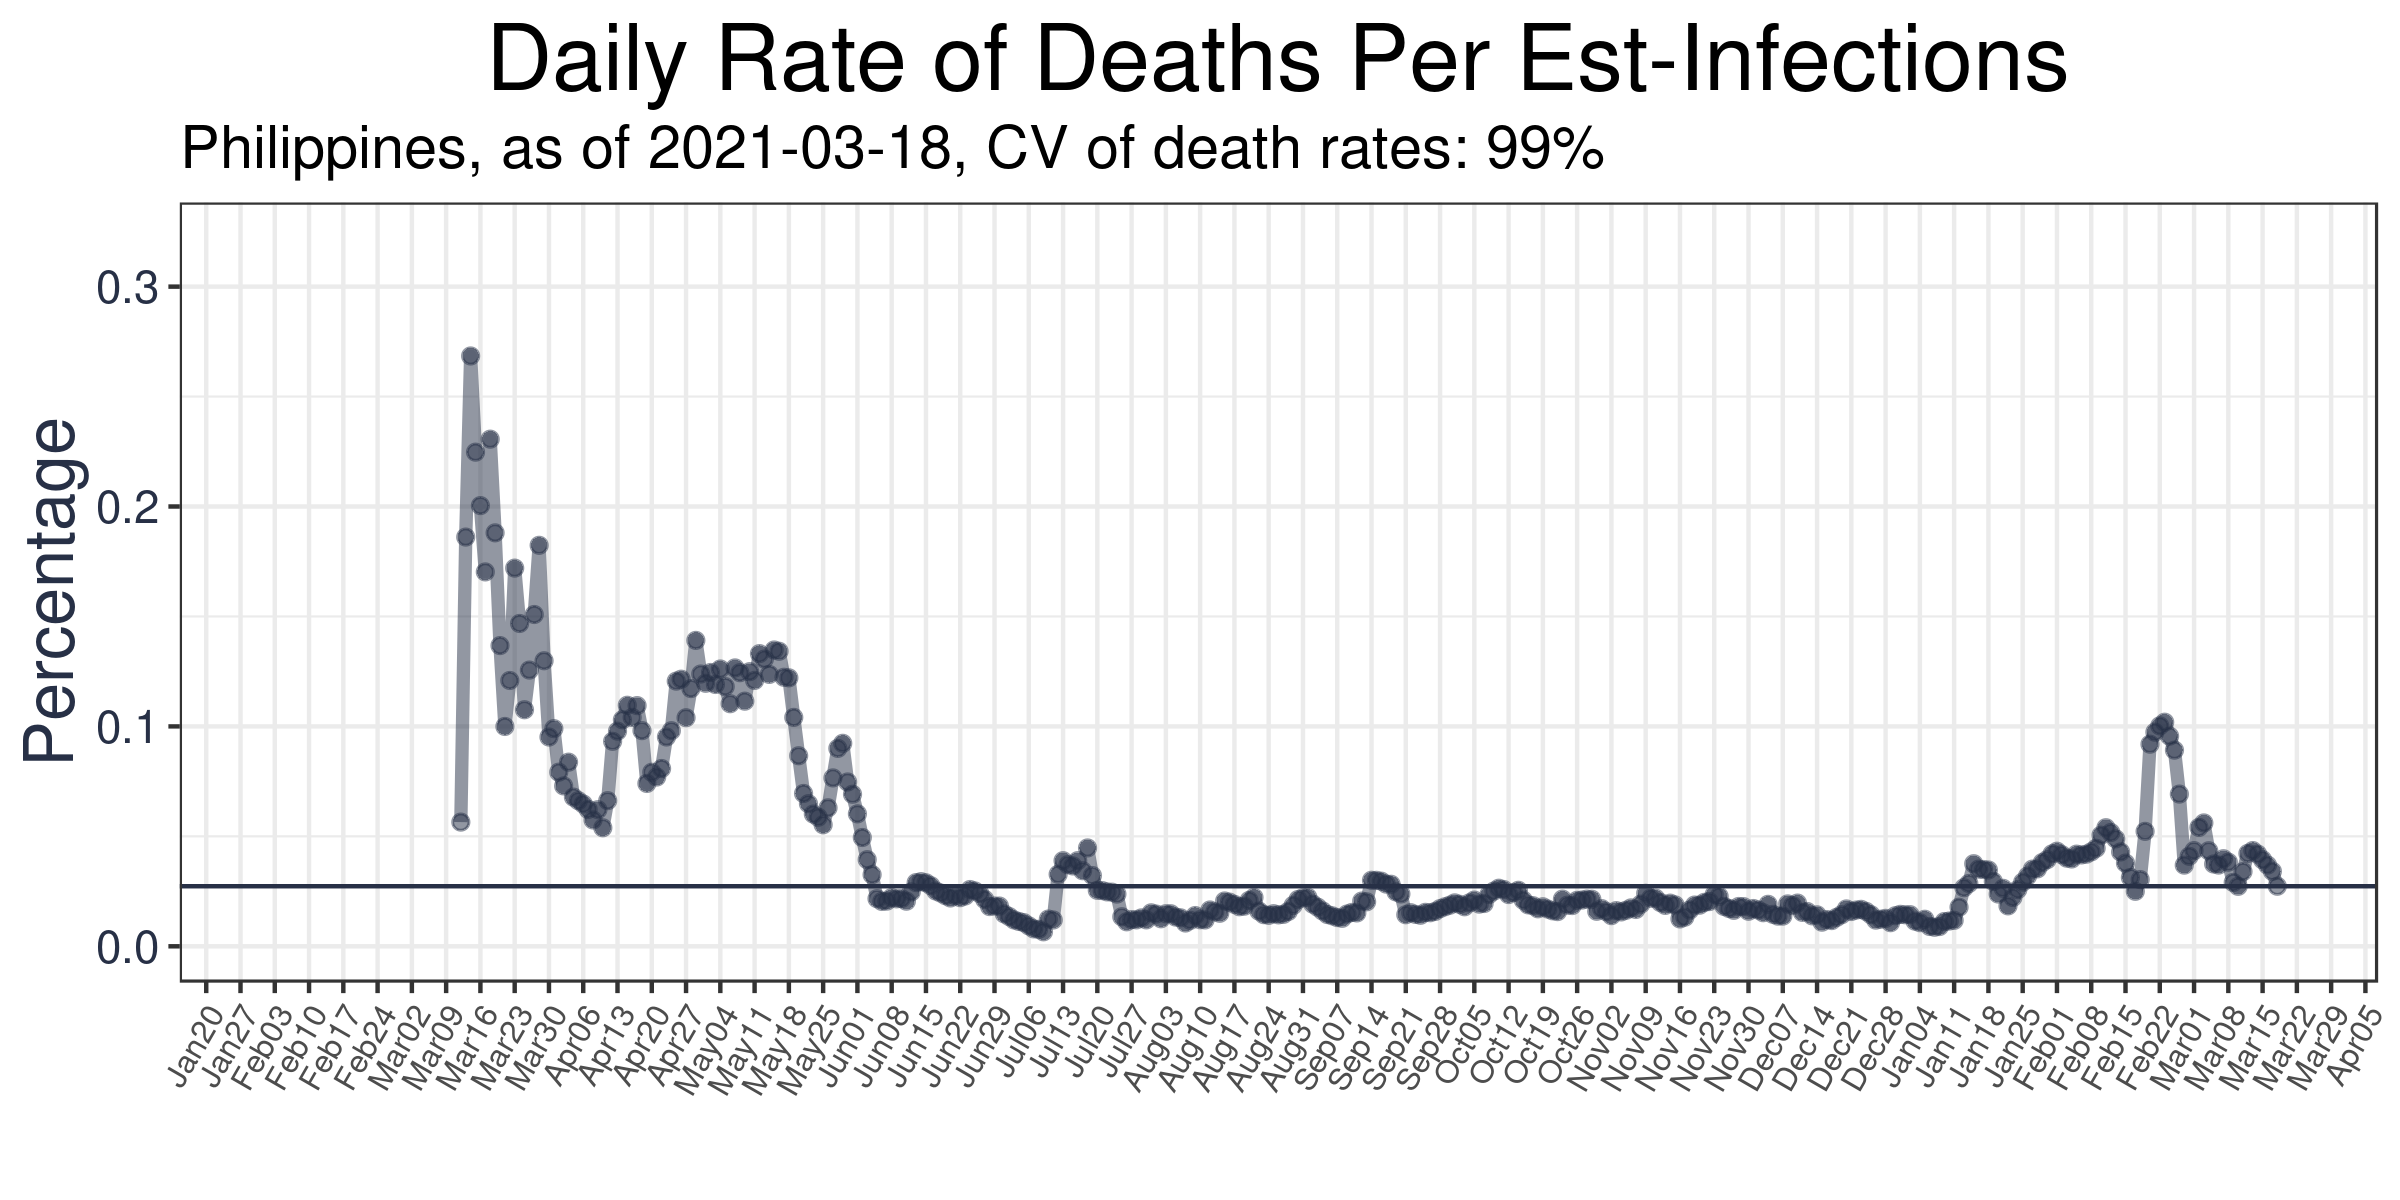 Daily Rate of Deaths Per Est-Infections
Philippines, as of 2021-03-18, CV of death rates: 99%
Percentage
0.3
0.2
0.1
0.0
Jan20
Jan27
Feb03
Feb10
Feb17
Feb24
Mar02
Mar09
Mar16
Mar23
Mar30
Apr06
Apr13
Apr20
Apr27
May04
May11
May18
May25
Jun01
Jun08
Jun15
Jun22
Jun29
Jul06
Jul13
Jul20
Jul27
Aug03
Aug10
Aug17
Aug24
Aug31
Sep07
Sep14
Sep21
Sep28
Oct05
Oct12
Oct19
Oct26
Nov02
Nov09
Nov16
Nov23
Nov30
Dec07
Dec14
Dec21
Dec28
Dec04
Jan11
Jan18
Jan25
Jan01
Feb08
Feb15
Feb22
Feb01
Mar08
Mar08
Mar15
Mar22
Mar29
Apr05